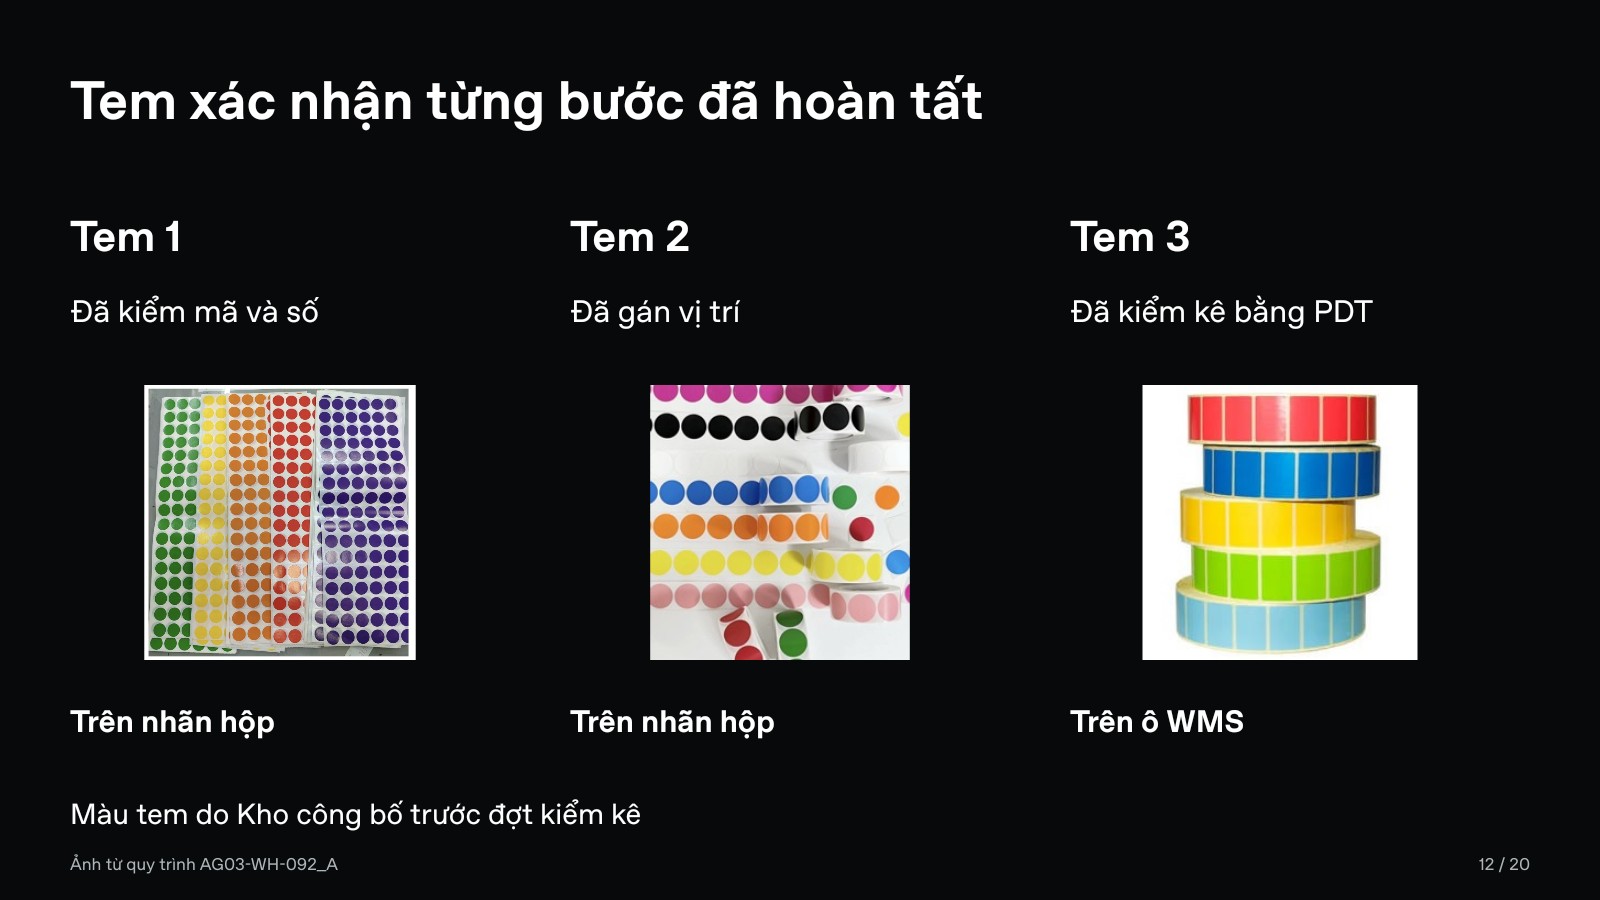 Tem xác nhận từng bước đã hoàn tất
Tem 1
Đã kiểm mã và số
Trên nhãn hộp
Tem 2
Đã gán vị trí
Trên nhãn hộp
Tem 3
Đã kiểm kê bằng PDT
Trên ô WMS
Màu tem do Kho công bố trước đợt kiểm kê
Ảnh từ quy trình AG03-WH-092_A
12 / 20